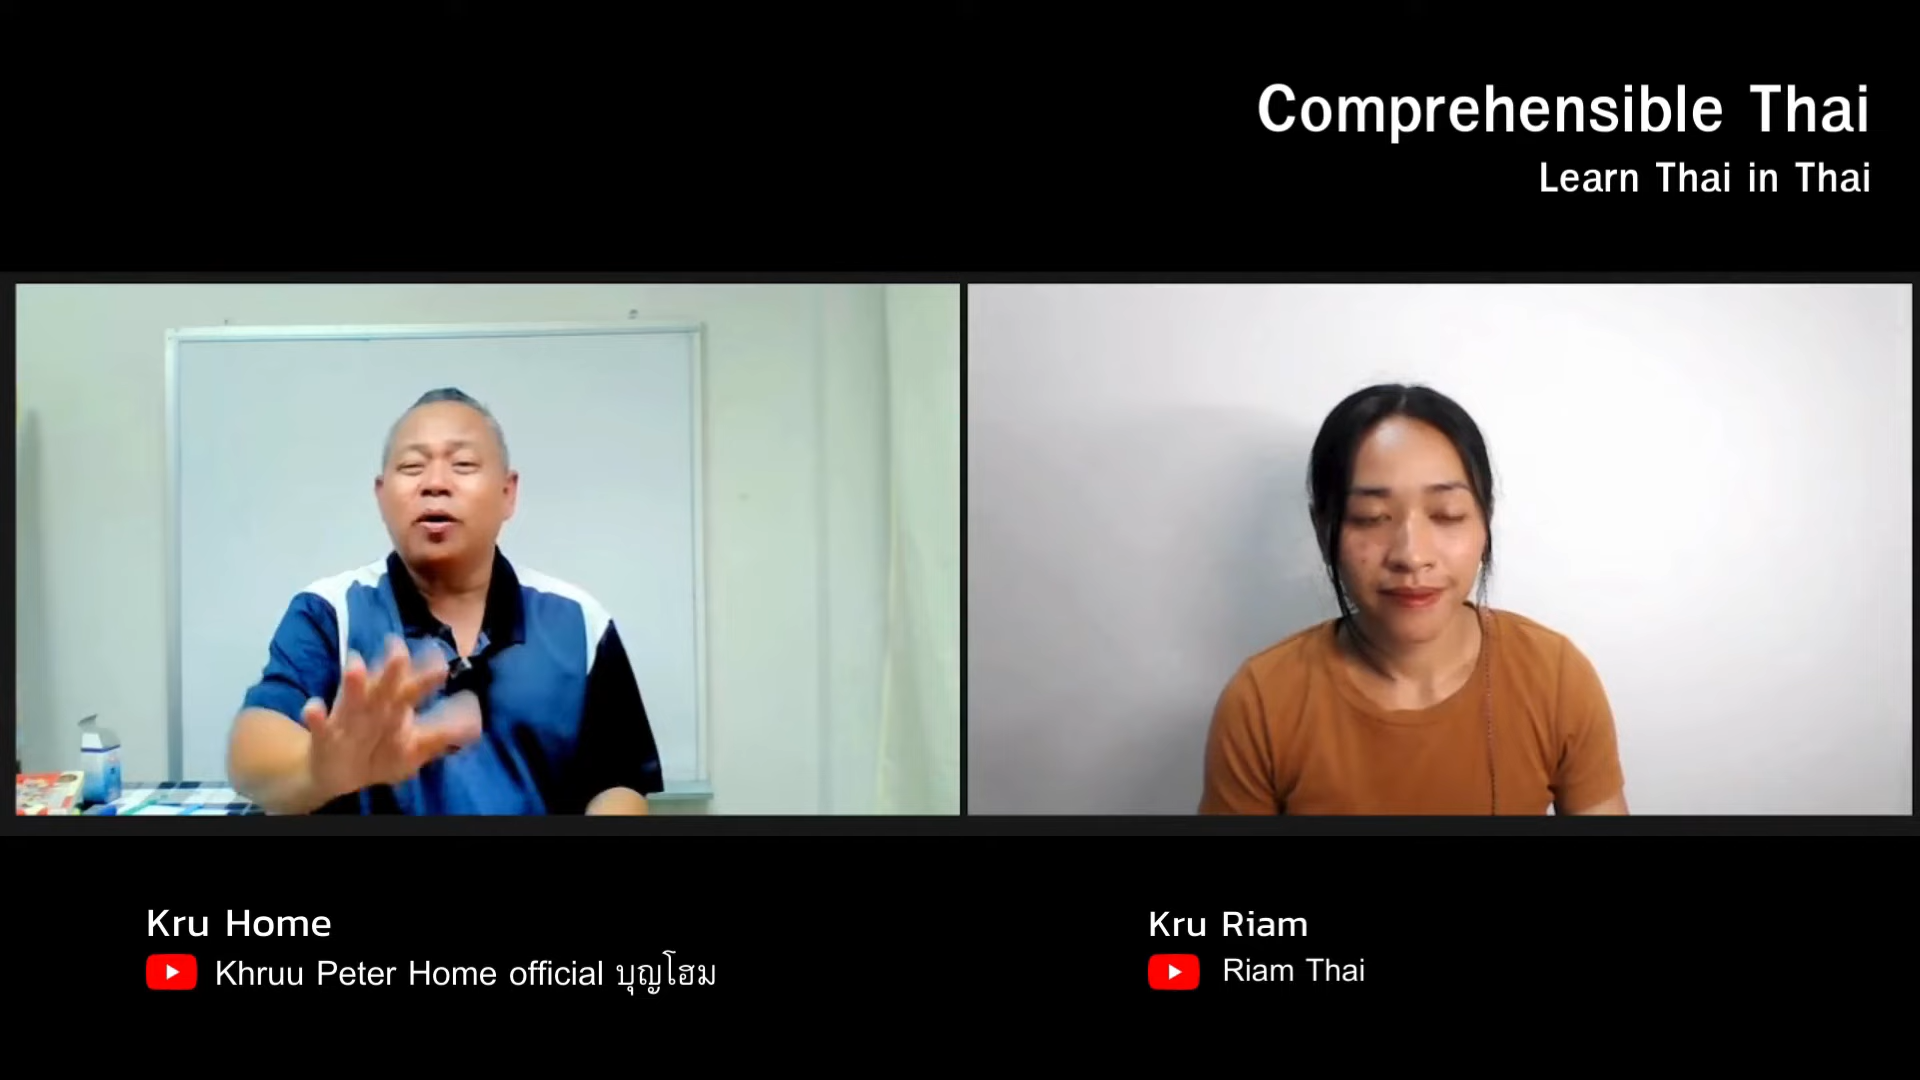 Comprehensible Thai
Learn Thai in Thai
Kru Home
Khruu Peter Home official บุญโฮม
Kru Riam
Riam Thai